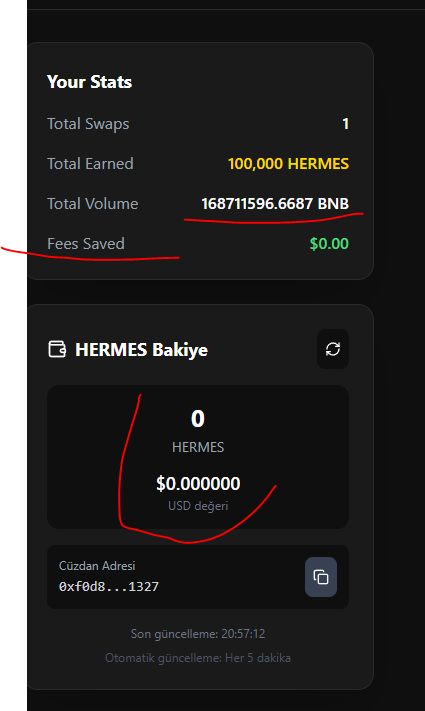 Your Stats
Total Swaps 1
Total Earned 100,000 HERMES
Total Volume 168711596.6687 BNB
Fees Saved $0.00
HERMES Bakiye
0
HERMES
$0.000000
USD değeri
Cüzdan Adresi
0xf0d8...1327
Son güncelleme: 20:57:12
Otomatik güncelleme: Her 5 dakika